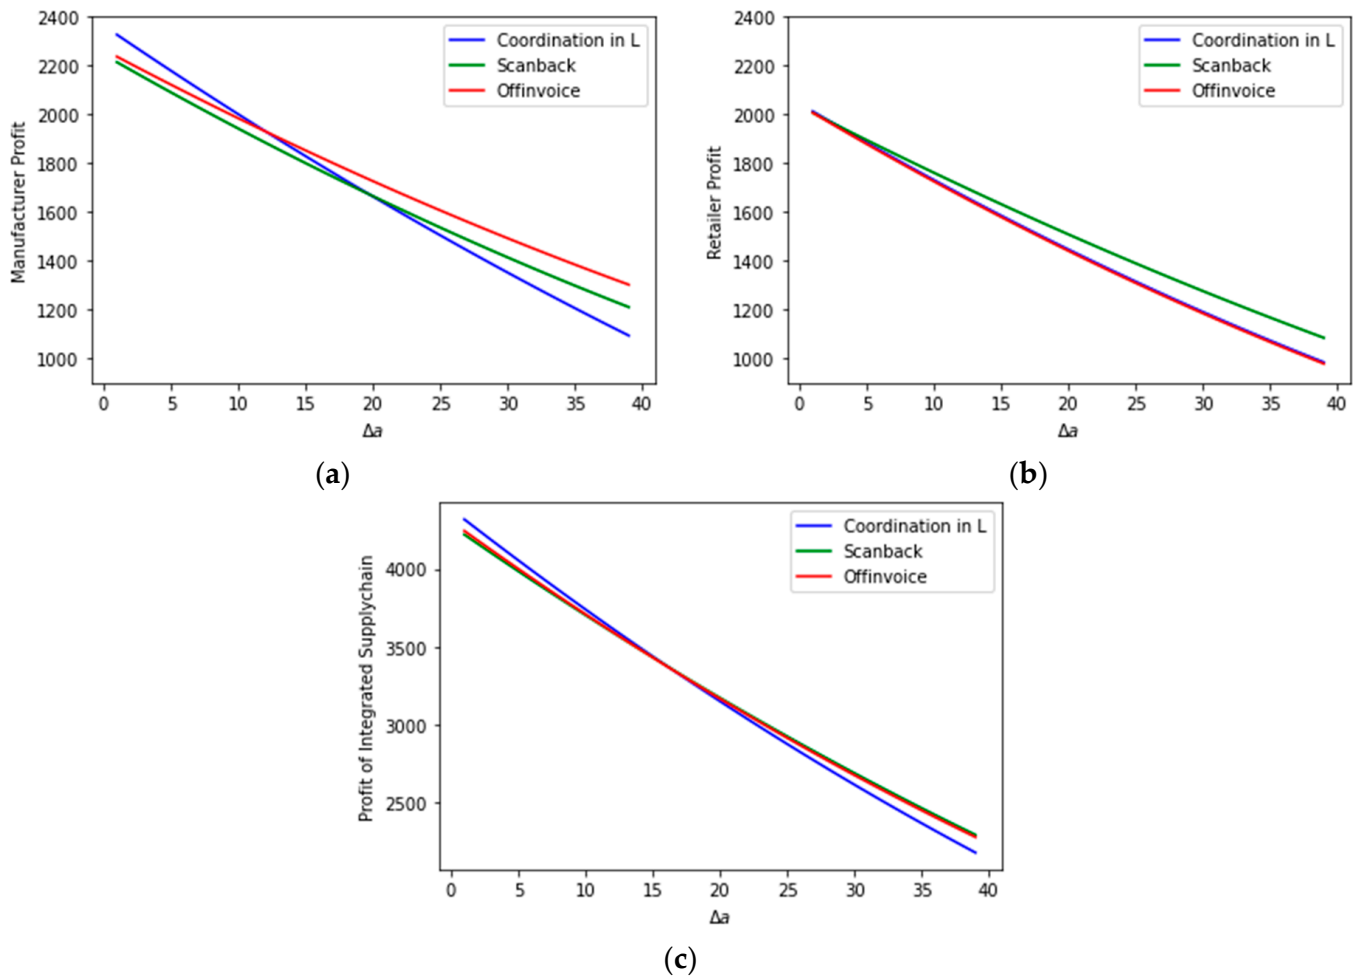 2400
2200
2000
1800
1600
1400
1200
1000
Manufacturer Profit
Coordination in L
Scanback
Offinvoice
0 5 10 15 20 25 30 35 40
Δa
(a)
2400
2200
2000
1800
1600
1400
1200
1000
Retailer Profit
Coordination in L
Scanback
Offinvoice
0 5 10 15 20 25 30 35 40
Δa
(b)
4000
3500
3000
2500
Profit of Integrated Supplychain
Coordination in L
Scanback
Offinvoice
0 5 10 15 20 25 30 35 40
Δa
(c)